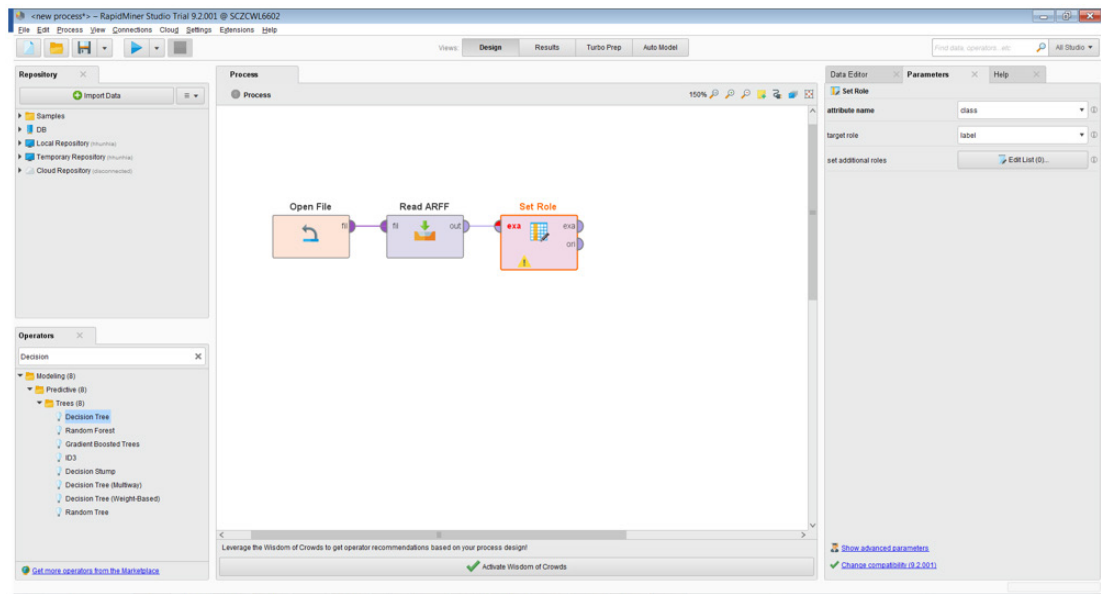 <new process*> – RapidMiner Studio Trial 9.2.001 @ SCZCWL6602
File Edit Process View Connections Cloud Settings Extensions Help
Views: Design Results Turbo Prep Auto Model
Find data, operators...etc
All Studio
Repository
Import Data
Samples
DB
Local Repository
Temporary Repository
Cloud Repository (disconnected)
Operators
Decision
Modeling (8)
Predictive (8)
Trees (8)
Decision Tree
Random Forest
Gradient Boosted Trees
ID3
Decision Stump
Decision Tree (Multiway)
Decision Tree (Weight-Based)
Random Tree
Get more operators from the Marketplace
Process
Process
150%
Open File
fil
Read ARFF
fil out
Set Role
exa exa
ori
Leverage the Wisdom of Crowds to get operator recommendations based on your process design!
Activate Wisdom of Crowds
Data Editor Parameters Help
Set Role
attribute name class
target role label
set additional roles Edit List (0)...
Show advanced parameters
Change compatibility (9.2.001)